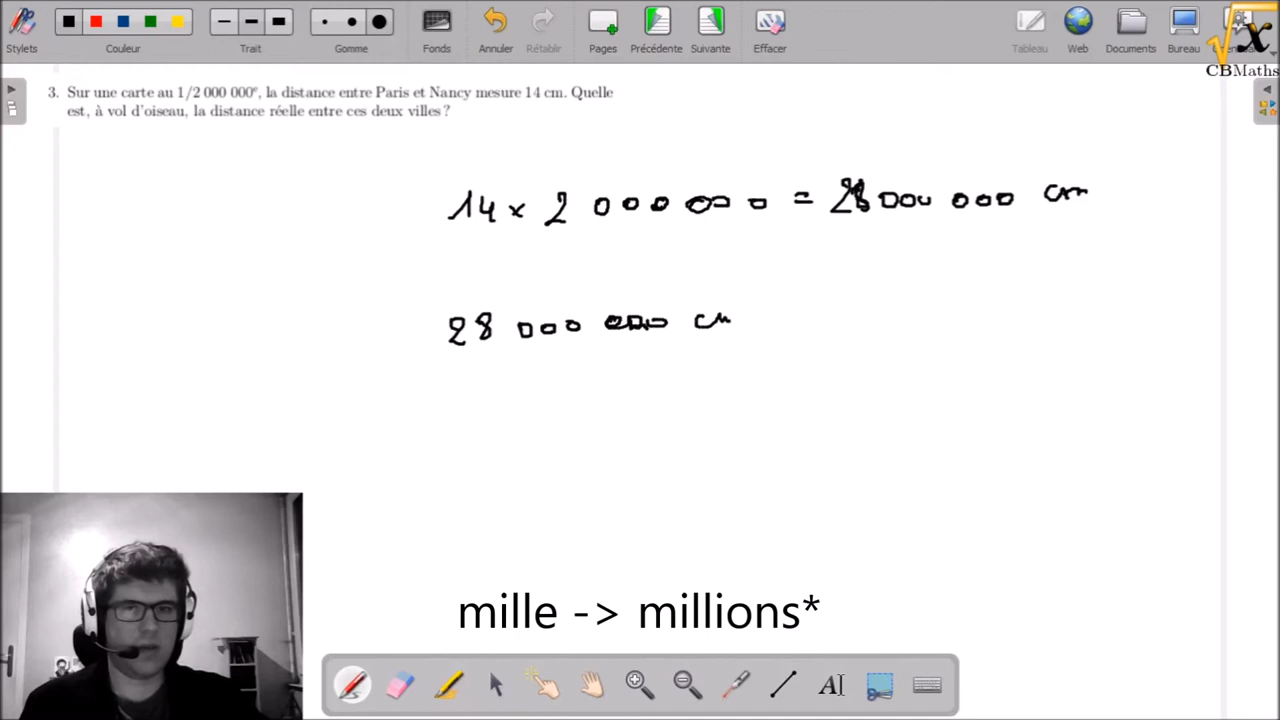 Stylets Couleur Trait Gomme Fonds Annuler Rétablir Pages Précédente Suivante Effacer Tableau Web Documents Bureau
CBMaths
3. Sur une carte au 1/2 000 000e, la distance entre Paris et Nancy mesure 14 cm. Quelle
est, à vol d'oiseau, la distance réelle entre ces deux villes ?
14 × 2 000 000 = 28 000 000 cm
28 000 000 cm
mille -> millions*